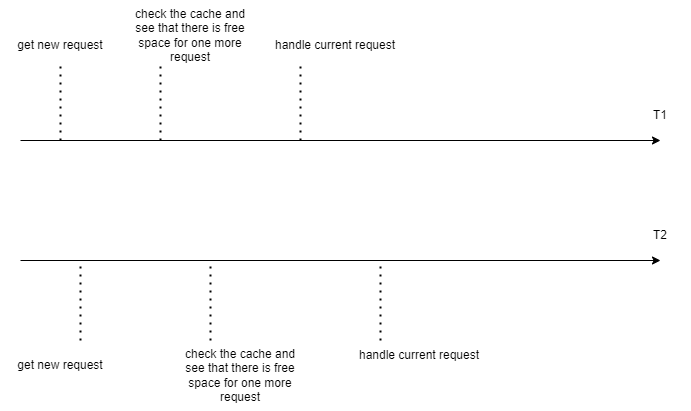 check the cache and
see that there is free
space for one more
request
get new request
handle current request
T1
T2
get new request
check the cache and
see that there is free
space for one more
request
handle current request